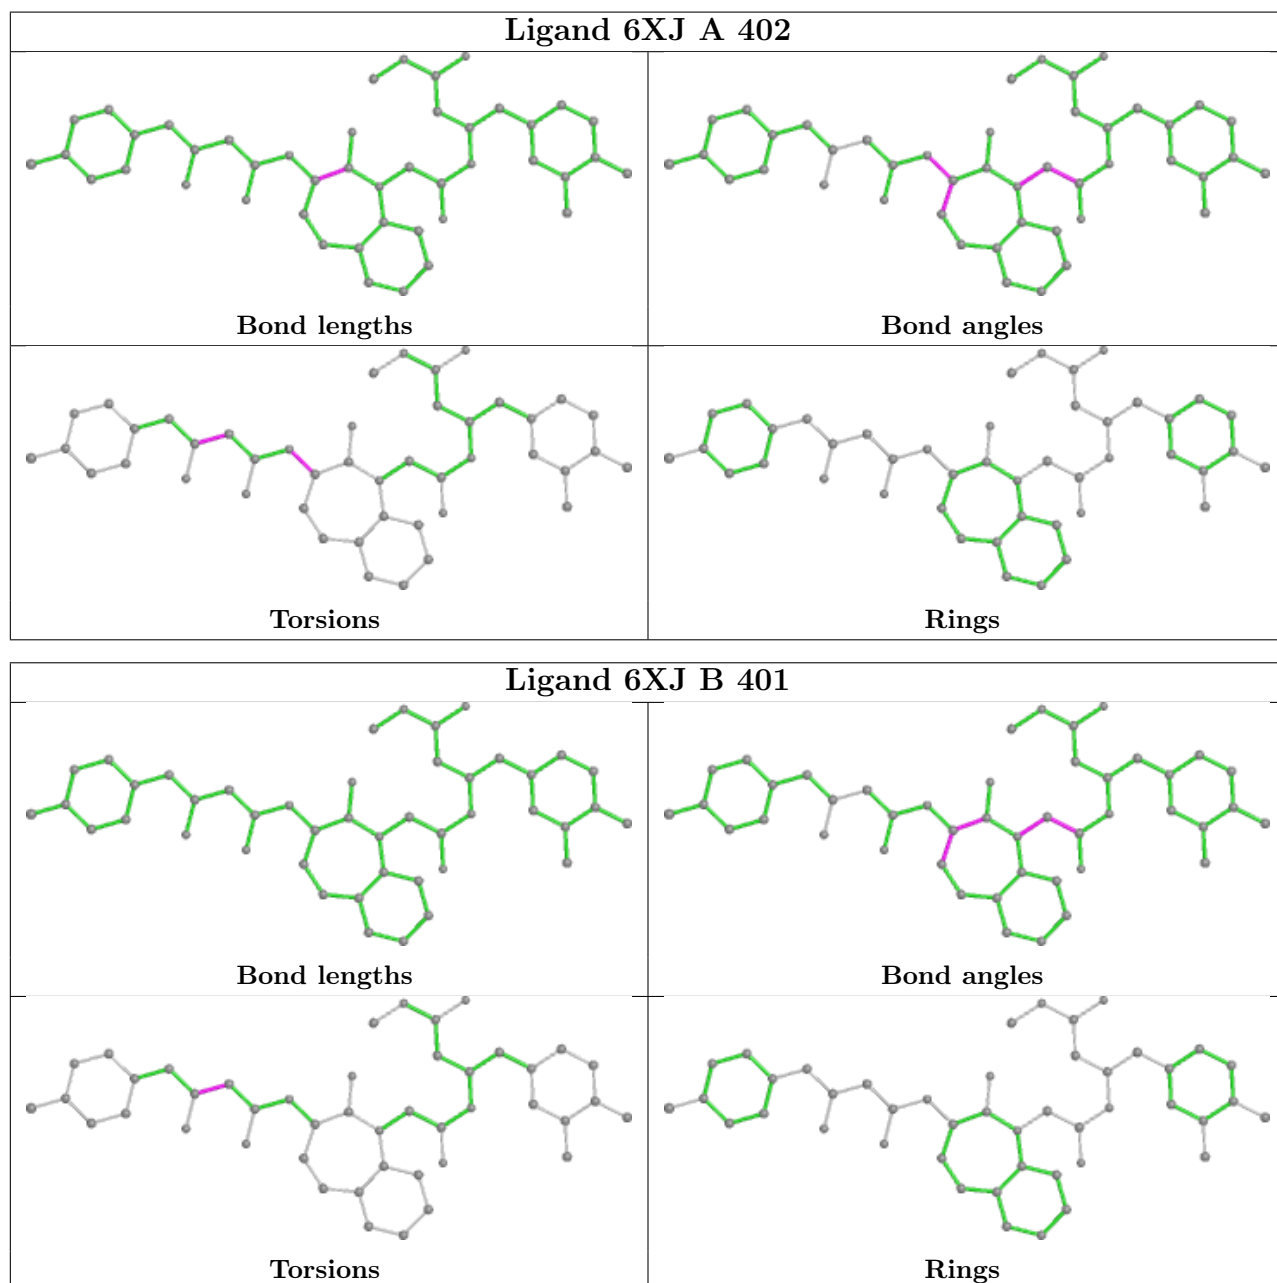 Ligand 6XJ A 402
Bond lengths
Bond angles
Torsions
Rings
Ligand 6XJ B 401
Bond lengths
Bond angles
Torsions
Rings